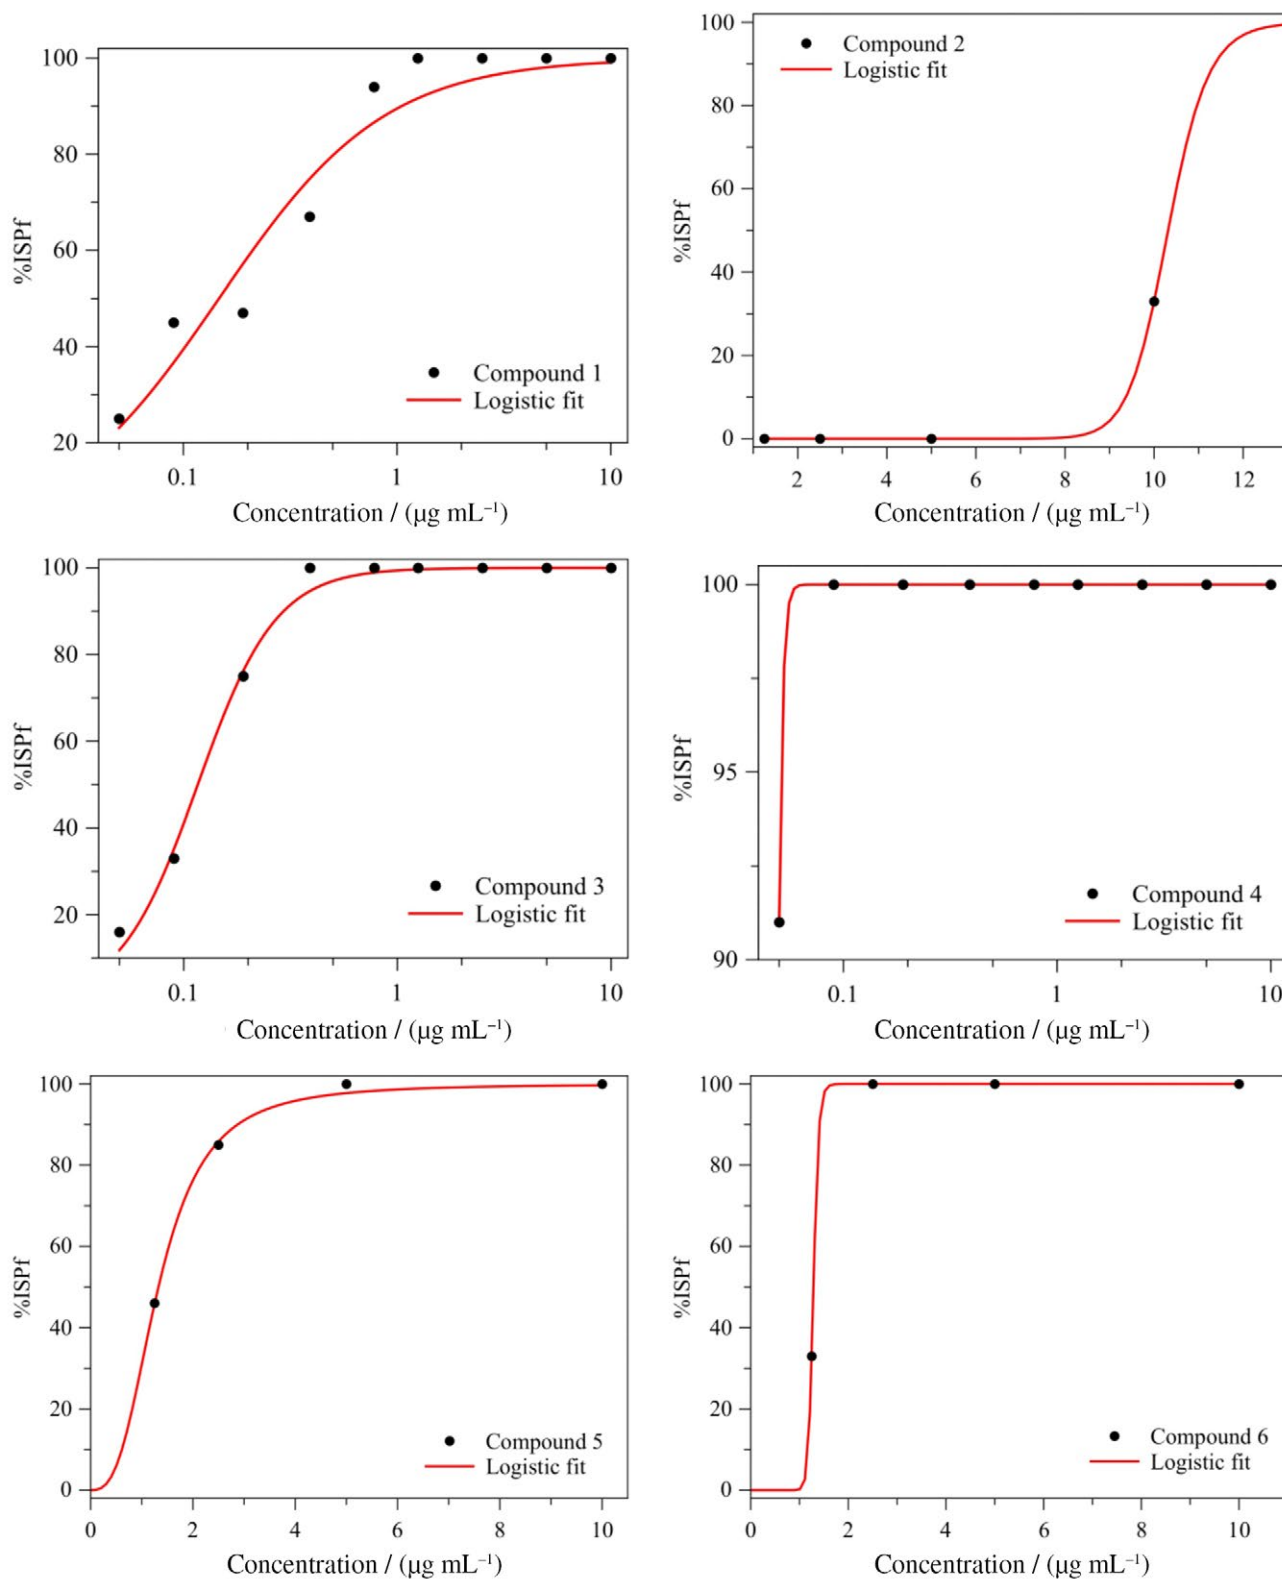 100
80
60
40
20
%ISPf
Compound 1
Logistic fit
0.1
1
10
Concentration / (µg mL⁻¹)
100
80
60
40
20
0
%ISPf
Compound 2
Logistic fit
2
4
6
8
10
12
Concentration / (µg mL⁻¹)
100
80
60
40
20
%ISPf
Compound 3
Logistic fit
0.1
1
10
Concentration / (µg mL⁻¹)
100
95
90
%ISPf
Compound 4
Logistic fit
0.1
1
10
Concentration / (µg mL⁻¹)
100
80
60
40
20
0
%ISPf
Compound 5
Logistic fit
0
2
4
6
8
10
Concentration / (µg mL⁻¹)
100
80
60
40
20
0
%ISPf
Compound 6
Logistic fit
0
2
4
6
8
10
Concentration / (µg mL⁻¹)